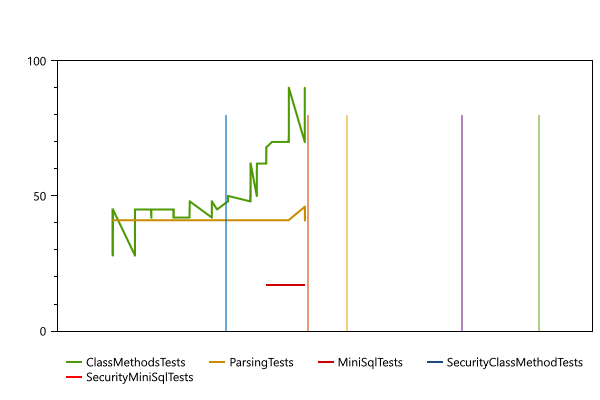 100
50
0
ClassMethodsTests ParsingTests MiniSqlTests SecurityClassMethodTests
SecurityMiniSqlTests